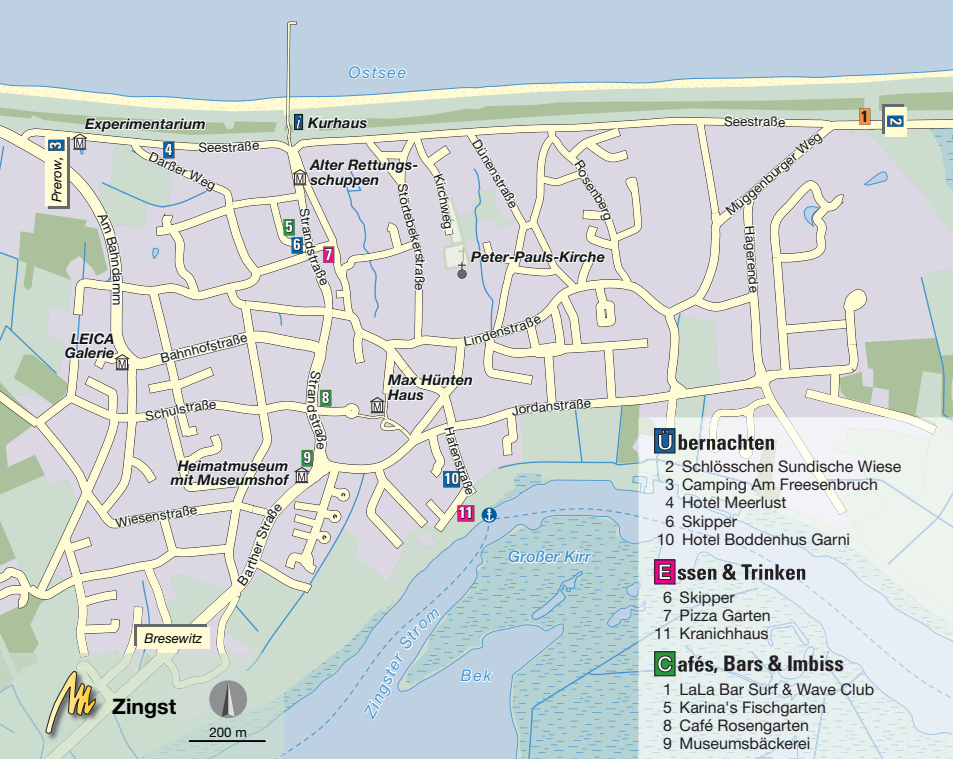 Ostsee
Experimentarium
i
Kurhaus
Seestraße
1
2
Prerow, 3
M
4
Seestraße
Darßer Weg
M
Alter Rettungs-
schuppen
Störtebekerstraße
Kirchweg
Dünenstraße
Rosenberg
Müggenburger Weg
Hägerende
Am Bahndamm
5
6
7
Strandstraße
Peter-Pauls-Kirche
LEICA
Galerie
M
Bahnhofstraße
Lindenstraße
Strandstraße
8
Max Hünten
Haus
M
Schulstraße
Jordanstraße
Hafenstraße
9
Heimatmuseum
mit Museumshof
M
10
11
Wiesenstraße
Barther Straße
Großer Kirr
Zingster Strom
Bek
Bresewitz
Zingst
200 m
Übernachten
2 Schlösschen Sundische Wiese
3 Camping Am Freesenbruch
4 Hotel Meerlust
6 Skipper
10 Hotel Boddenhus Garni
Essen & Trinken
6 Skipper
7 Pizza Garten
11 Kranichhaus
Cafés, Bars & Imbiss
1 LaLa Bar Surf & Wave Club
5 Karina's Fischgarten
8 Café Rosengarten
9 Museumsbäckerei